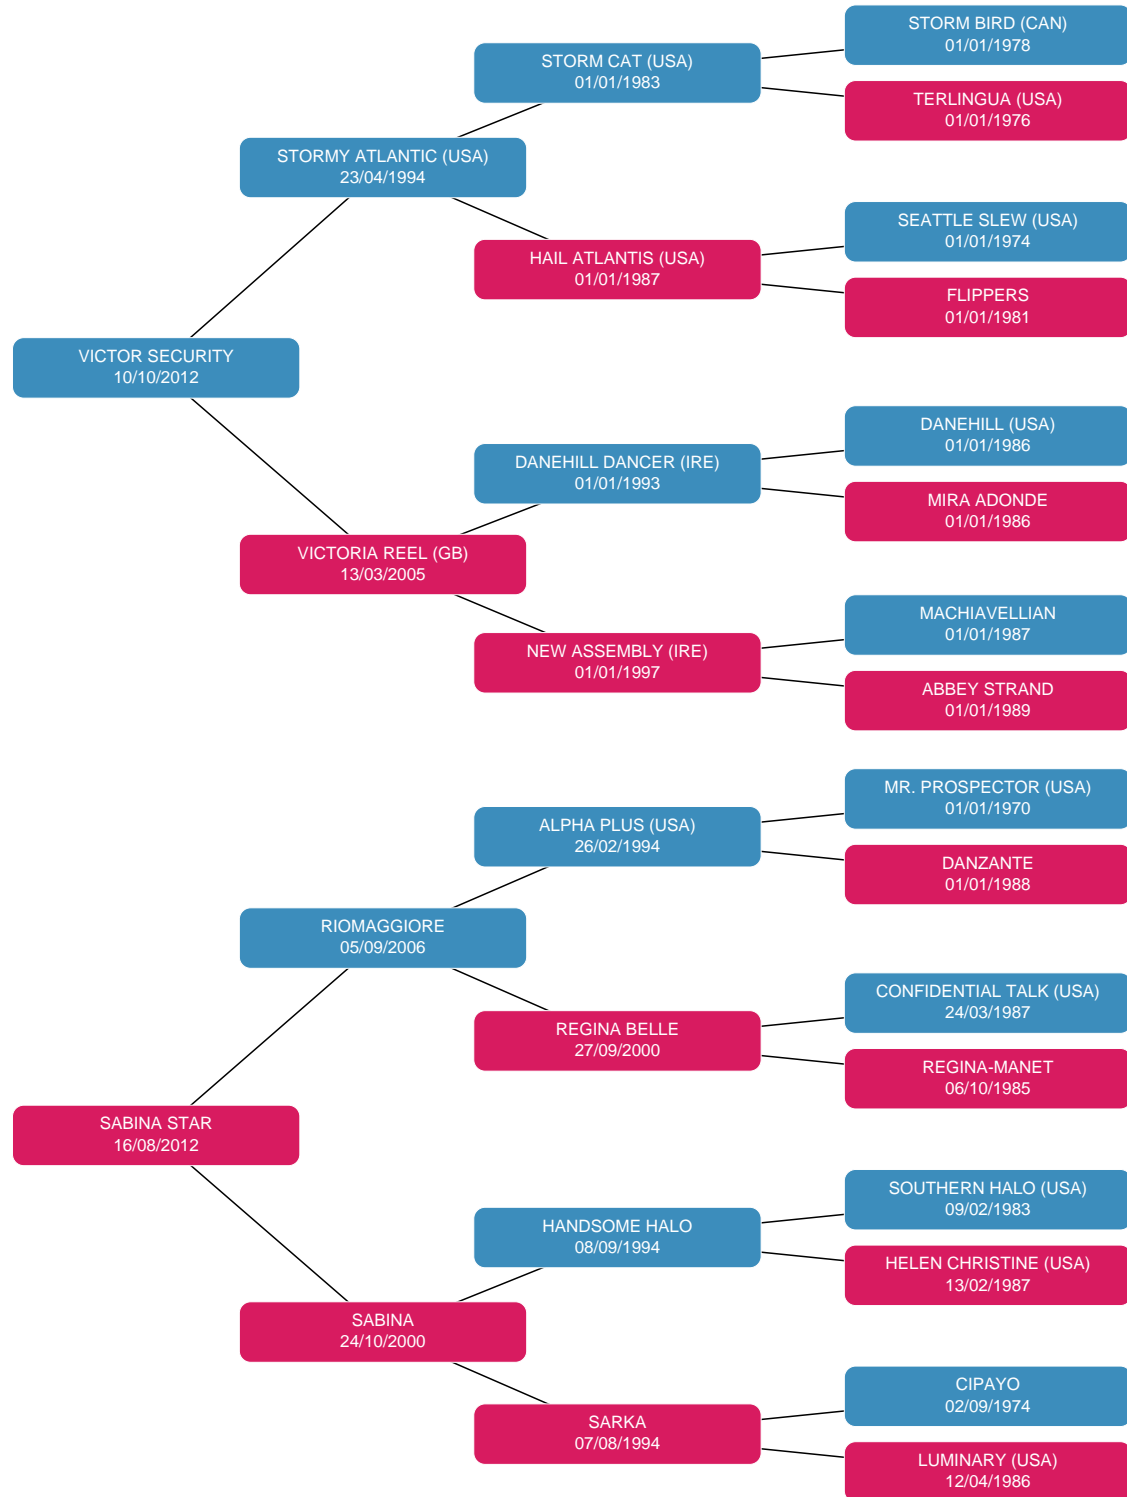 STORM BIRD (CAN)
01/01/1978
STORM CAT (USA)
01/01/1983
TERLINGUA (USA)
01/01/1976
STORMY ATLANTIC (USA)
23/04/1994
SEATTLE SLEW (USA)
01/01/1974
HAIL ATLANTIS (USA)
01/01/1987
FLIPPERS
01/01/1981
VICTOR SECURITY
10/10/2012
DANEHILL (USA)
01/01/1986
DANEHILL DANCER (IRE)
01/01/1993
MIRA ADONDE
01/01/1986
VICTORIA REEL (GB)
13/03/2005
MACHIAVELLIAN
01/01/1987
NEW ASSEMBLY (IRE)
01/01/1997
ABBEY STRAND
01/01/1989
MR. PROSPECTOR (USA)
01/01/1970
ALPHA PLUS (USA)
26/02/1994
DANZANTE
01/01/1988
RIOMAGGIORE
05/09/2006
CONFIDENTIAL TALK (USA)
24/03/1987
REGINA BELLE
27/09/2000
REGINA-MANET
06/10/1985
SABINA STAR
16/08/2012
SOUTHERN HALO (USA)
09/02/1983
HANDSOME HALO
08/09/1994
HELEN CHRISTINE (USA)
13/02/1987
SABINA
24/10/2000
CIPAYO
02/09/1974
SARKA
07/08/1994
LUMINARY (USA)
12/04/1986